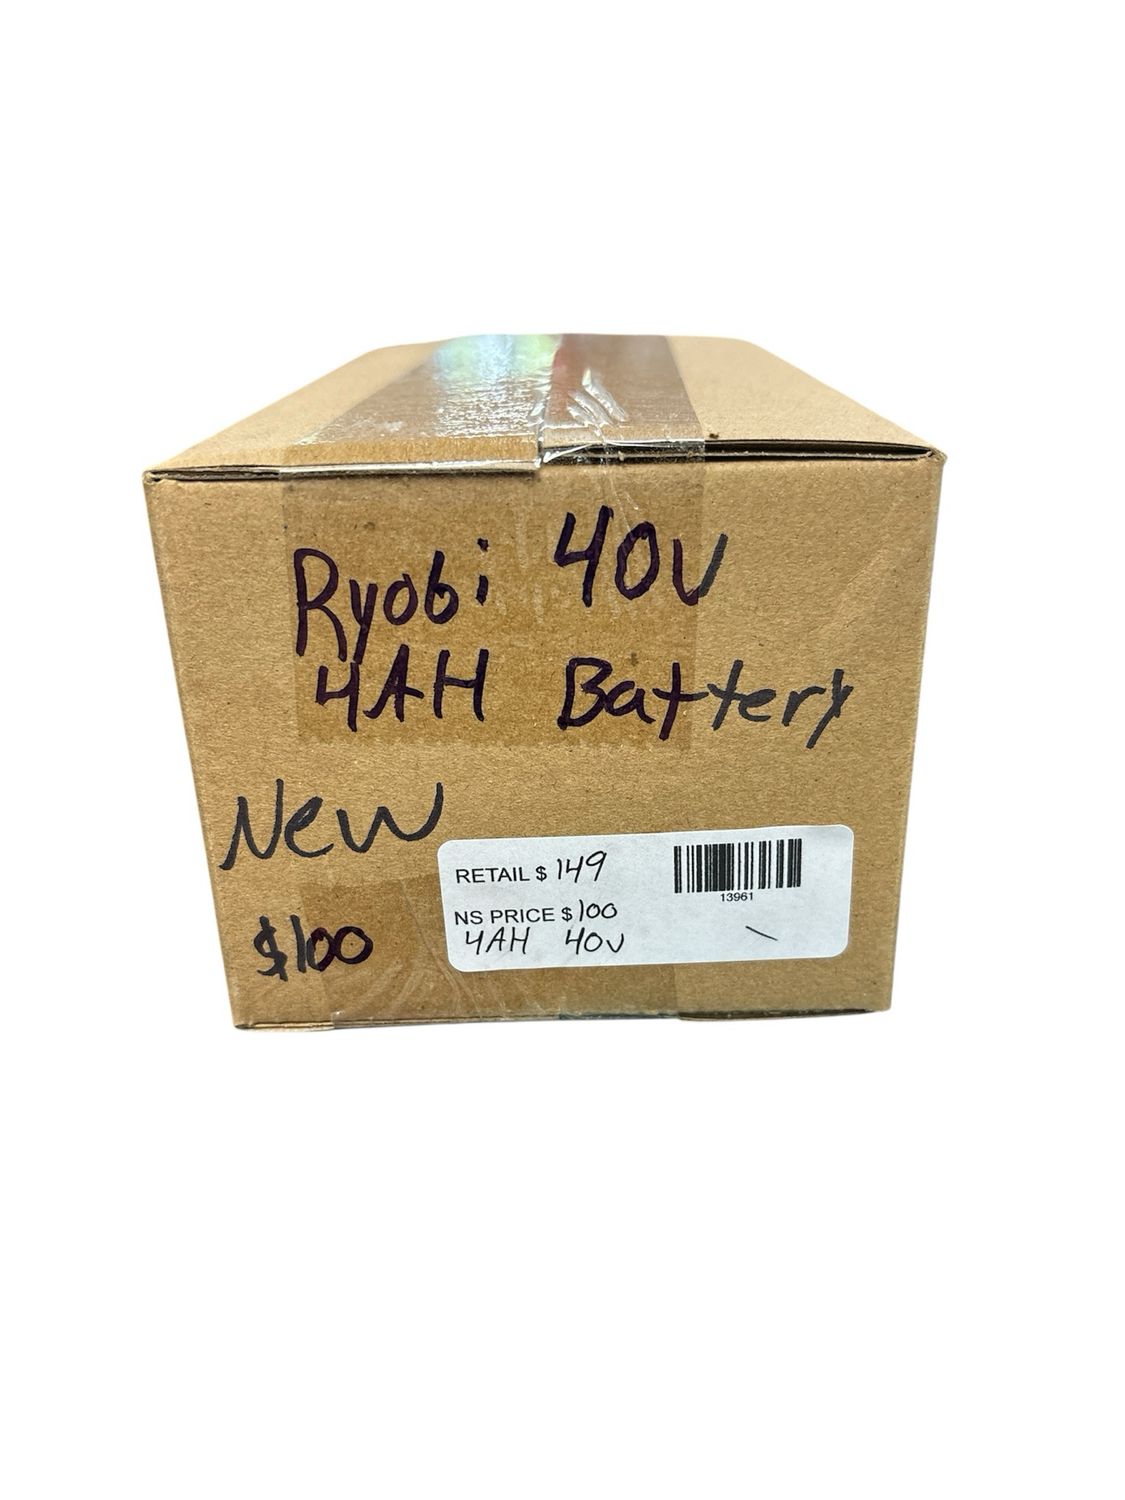 Ryobi 40V
4AH Battery
New
$100
RETAIL $ 149
13961
NS PRICE $ 100
4AH 40V